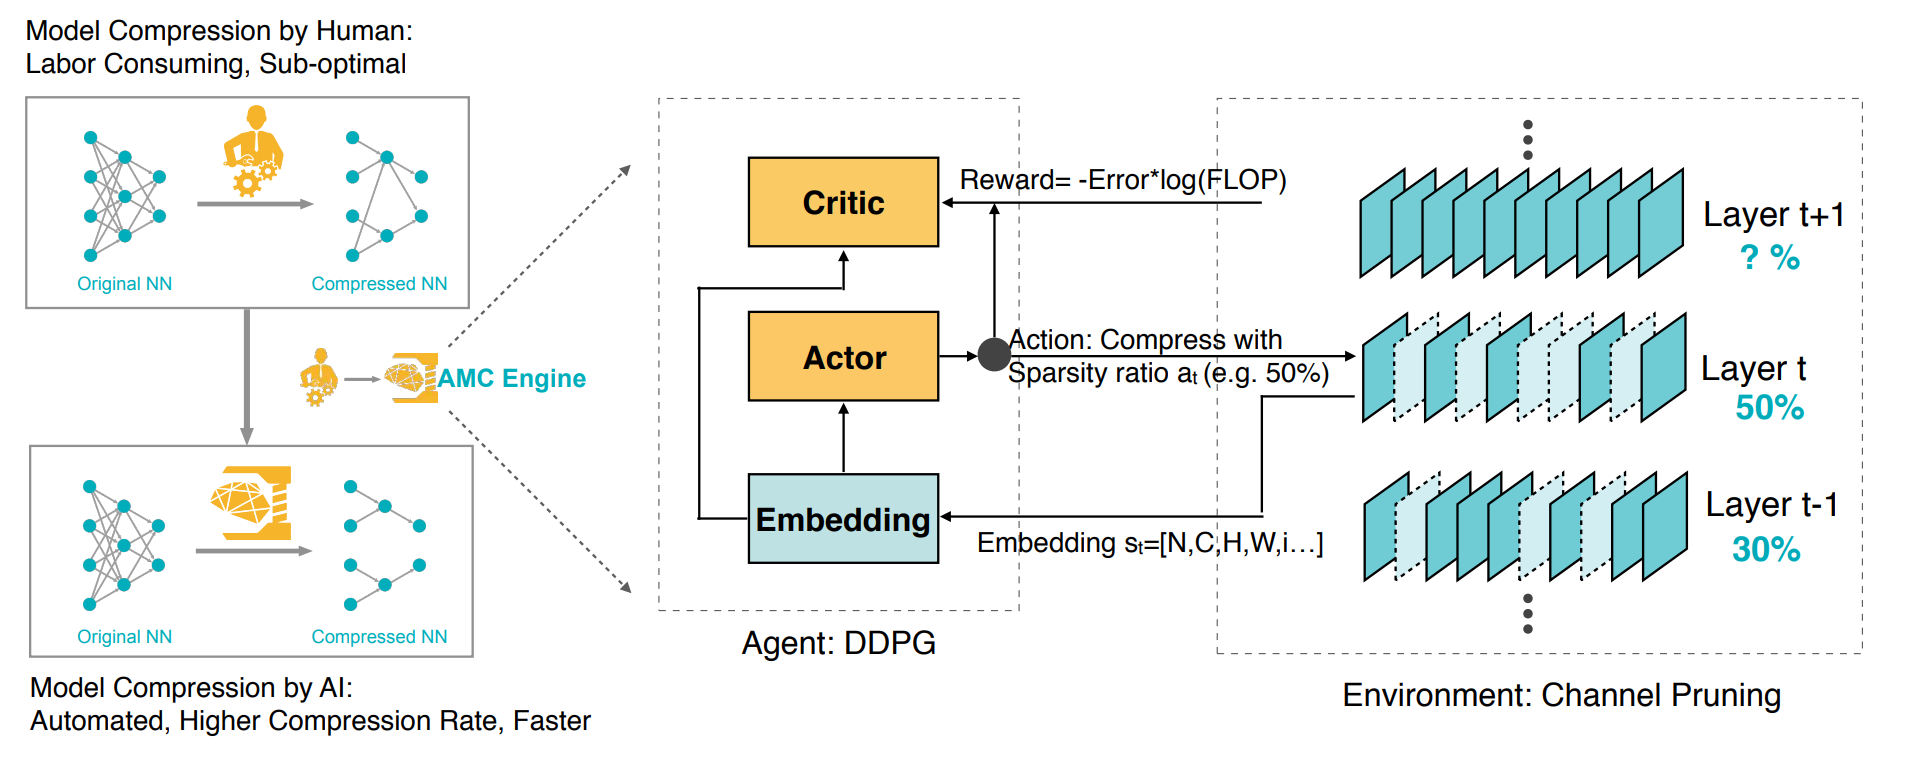 Model Compression by Human:
Labor Consuming, Sub-optimal
Original NN
Compressed NN
AMC Engine
Original NN
Compressed NN
Model Compression by AI:
Automated, Higher Compression Rate, Faster
Critic
Actor
Embedding
Agent: DDPG
Reward= -Error*log(FLOP)
Action: Compress with
Sparsity ratio aₜ (e.g. 50%)
Embedding sₜ=[N,C,H,W,i…]
Layer t+1
? %
Layer t
50%
Layer t-1
30%
Environment: Channel Pruning